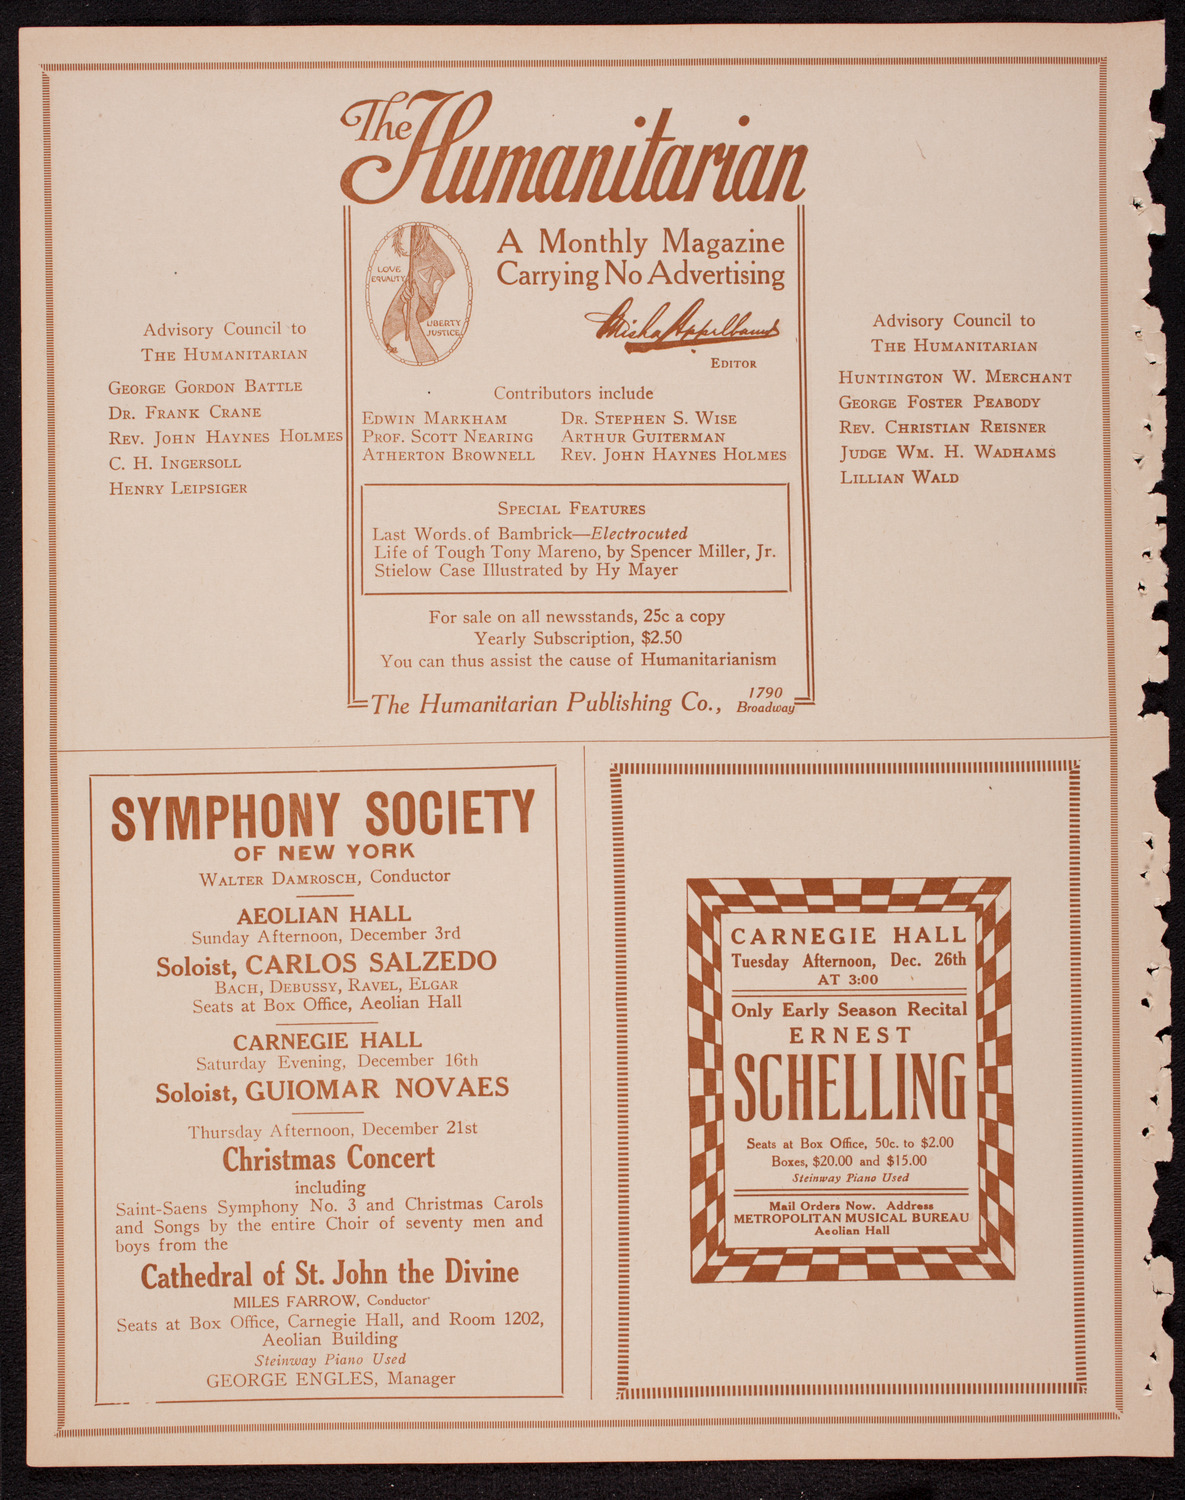 The Humanitarian
LOVE
EQUALITY
LIBERTY
JUSTICE
A Monthly Magazine
Carrying No Advertising
Misha Appelbaum
EDITOR
Advisory Council to
THE HUMANITARIAN
GEORGE GORDON BATTLE
DR. FRANK CRANE
REV. JOHN HAYNES HOLMES
C. H. INGERSOLL
HENRY LEIPSIGER
Contributors include
EDWIN MARKHAM
PROF. SCOTT NEARING
ATHERTON BROWNELL
DR. STEPHEN S. WISE
ARTHUR GUITERMAN
REV. JOHN HAYNES HOLMES
Advisory Council to
THE HUMANITARIAN
HUNTINGTON W. MERCHANT
GEORGE FOSTER PEABODY
REV. CHRISTIAN REISNER
JUDGE WM. H. WADHAMS
LILLIAN WALD
SPECIAL FEATURES
Last Words of Bambrick—Electrocuted
Life of Tough Tony Mareno, by Spencer Miller, Jr.
Stielow Case Illustrated by Hy Mayer
For sale on all newsstands, 25c a copy
Yearly Subscription, $2.50
You can thus assist the cause of Humanitarianism
The Humanitarian Publishing Co., 1790 Broadway
SYMPHONY SOCIETY
OF NEW YORK
WALTER DAMROSCH, Conductor
AEOLIAN HALL
Sunday Afternoon, December 3rd
Soloist, CARLOS SALZEDO
BACH, DEBUSSY, RAVEL, ELGAR
Seats at Box Office, Aeolian Hall
CARNEGIE HALL
Saturday Evening, December 16th
Soloist, GUIOMAR NOVAES
Thursday Afternoon, December 21st
Christmas Concert
including
Saint-Saens Symphony No. 3 and Christmas Carols
and Songs by the entire Choir of seventy men and
boys from the
Cathedral of St. John the Divine
MILES FARROW, Conductor
Seats at Box Office, Carnegie Hall, and Room 1202,
Aeolian Building
Steinway Piano Used
GEORGE ENGLES, Manager
CARNEGIE HALL
Tuesday Afternoon, Dec. 26th
AT 3:00
Only Early Season Recital
ERNEST
SCHELLING
Seats at Box Office, 50c. to $2.00
Boxes, $20.00 and $15.00
Steinway Piano Used
Mail Orders Now. Address
METROPOLITAN MUSICAL BUREAU
Aeolian Hall